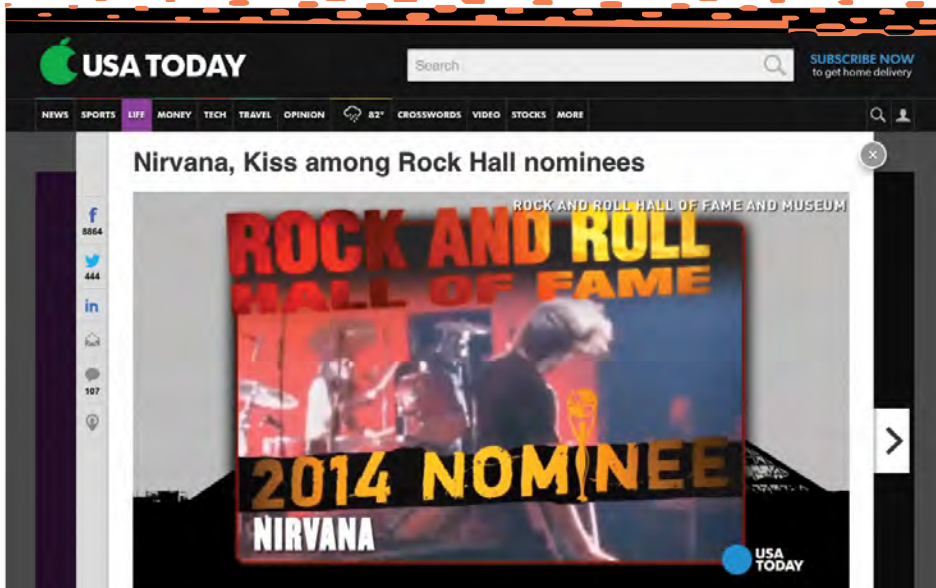 USA TODAY
Search
SUBSCRIBE NOW
to get home delivery
NEWS SPORTS LIFE MONEY TECH TRAVEL OPINION 82° CROSSWORDS VIDEO STOCKS MORE
Nirvana, Kiss among Rock Hall nominees
f
8864
444
in
107
ROCK AND ROLL HALL OF FAME AND MUSEUM
ROCK AND ROLL
HALL OF FAME
2014 NOMINEE
NIRVANA
USA
TODAY